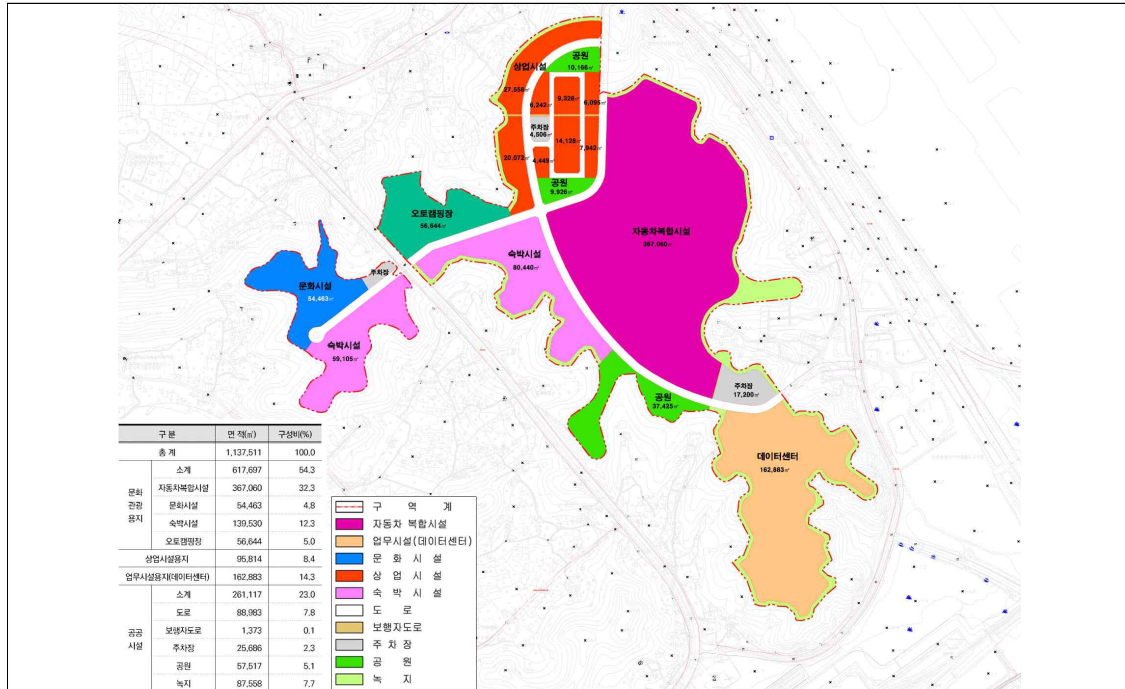 공원
10,166㎡
상업시설
27,558㎡
6,242㎡
9,328㎡
6,095㎡
주차장
4,506㎡
14,128㎡
7,942㎡
20,072㎡
4,449㎡
공원
9,926㎡
오토캠핑장
56,644㎡
자동차복합시설
367,060㎡
숙박시설
80,440㎡
주차장
문화시설
54,463㎡
숙박시설
59,105㎡
주차장
17,200㎡
공원
37,425㎡
데이터센터
162,883㎡
구 분 면 적(㎡) 구성비(%)
총 계 1,137,511 100.0
문화
관광
용지
소계 617,697 54.3
자동차복합시설 367,060 32.3
문화시설 54,463 4.8
숙박시설 139,530 12.3
오토캠핑장 56,644 5.0
상업시설용지 95,814 8.4
업무시설용지(데이터센터) 162,883 14.3
공공
시설
소계 261,117 23.0
도로 88,983 7.8
보행자도로 1,373 0.1
주차장 25,686 2.3
공원 57,517 5.1
녹지 87,558 7.7
구 역 계
자동차 복합시설
업무시설(데이터센터)
문 화 시 설
상 업 시 설
숙 박 시 설
도 로
보행자도로
주 차 장
공 원
녹 지